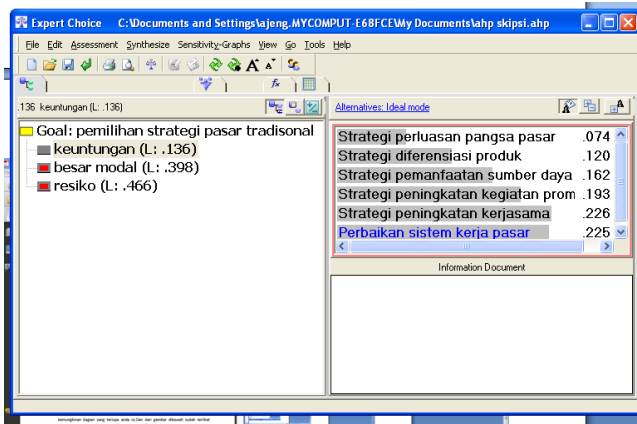 Expert Choice C:\Documents and Settings\ajeng.MYCOMPUT-E68FCE\My Documents\ahp skipsi.ahp
File Edit Assessment Synthesize Sensitivity-Graphs View Go Tools Help
A A
fx
.136 keuntungan (L: .136)
Goal: pemilihan strategi pasar tradisonal
keuntungan (L: .136)
besar modal (L: .398)
resiko (L: .466)
Alternatives: Ideal mode
A A
Strategi perluasan pangsa pasar .074
Strategi diferensiasi produk .120
Strategi pemanfaatan sumber daya .162
Strategi peningkatan kegiatan prom .193
Strategi peningkatan kerjasama .226
Perbaikan sistem kerja pasar .225
Information Document